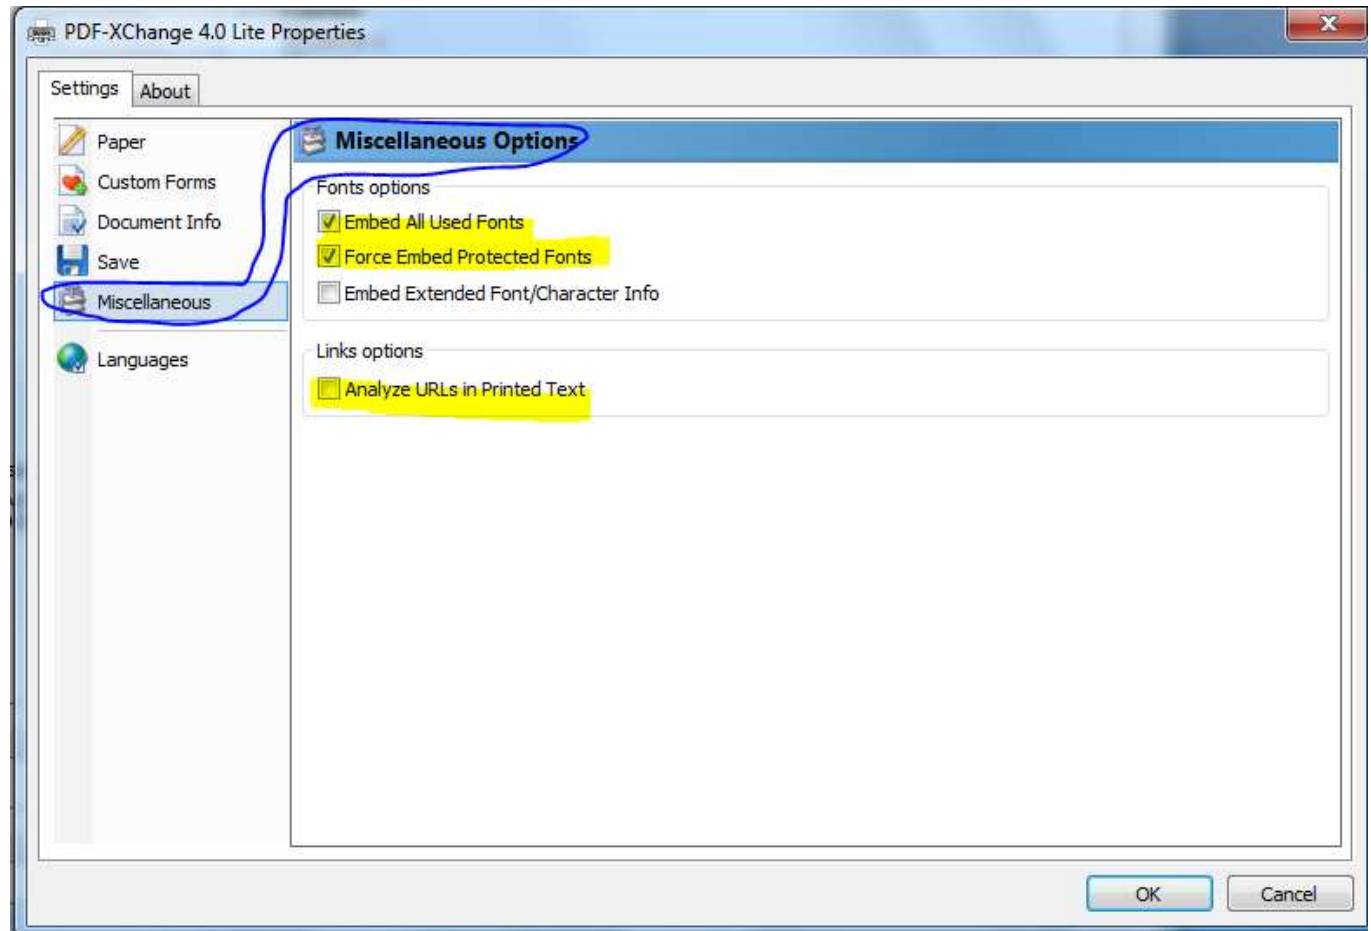 PDF-XChange 4.0 Lite Properties
Settings
About
Paper
Custom Forms
Document Info
Save
Miscellaneous
Languages
Miscellaneous Options
Fonts options
Embed All Used Fonts
Force Embed Protected Fonts
Embed Extended Font/Character Info
Links options
Analyze URLs in Printed Text
OK
Cancel